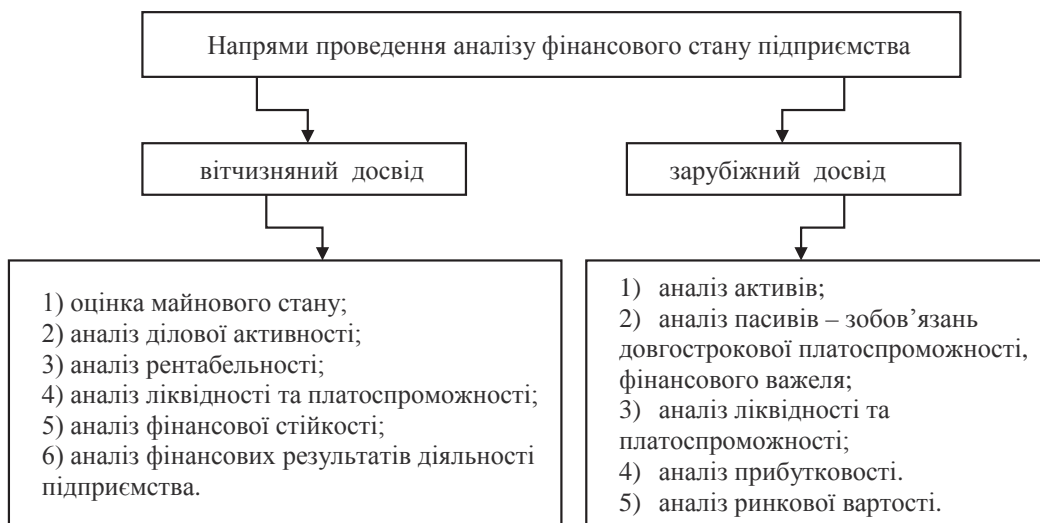 Напрями проведення аналізу фінансового стану підприємства
вітчизняний досвід
зарубіжний досвід
1) оцінка майнового стану;
2) аналіз ділової активності;
3) аналіз рентабельності;
4) аналіз ліквідності та платоспроможності;
5) аналіз фінансової стійкості;
6) аналіз фінансових результатів діяльності
підприємства.
1) аналіз активів;
2) аналіз пасивів – зобов’язань
довгострокової платоспроможності,
фінансового важеля;
3) аналіз ліквідності та
платоспроможності;
4) аналіз прибутковості.
5) аналіз ринкової вартості.